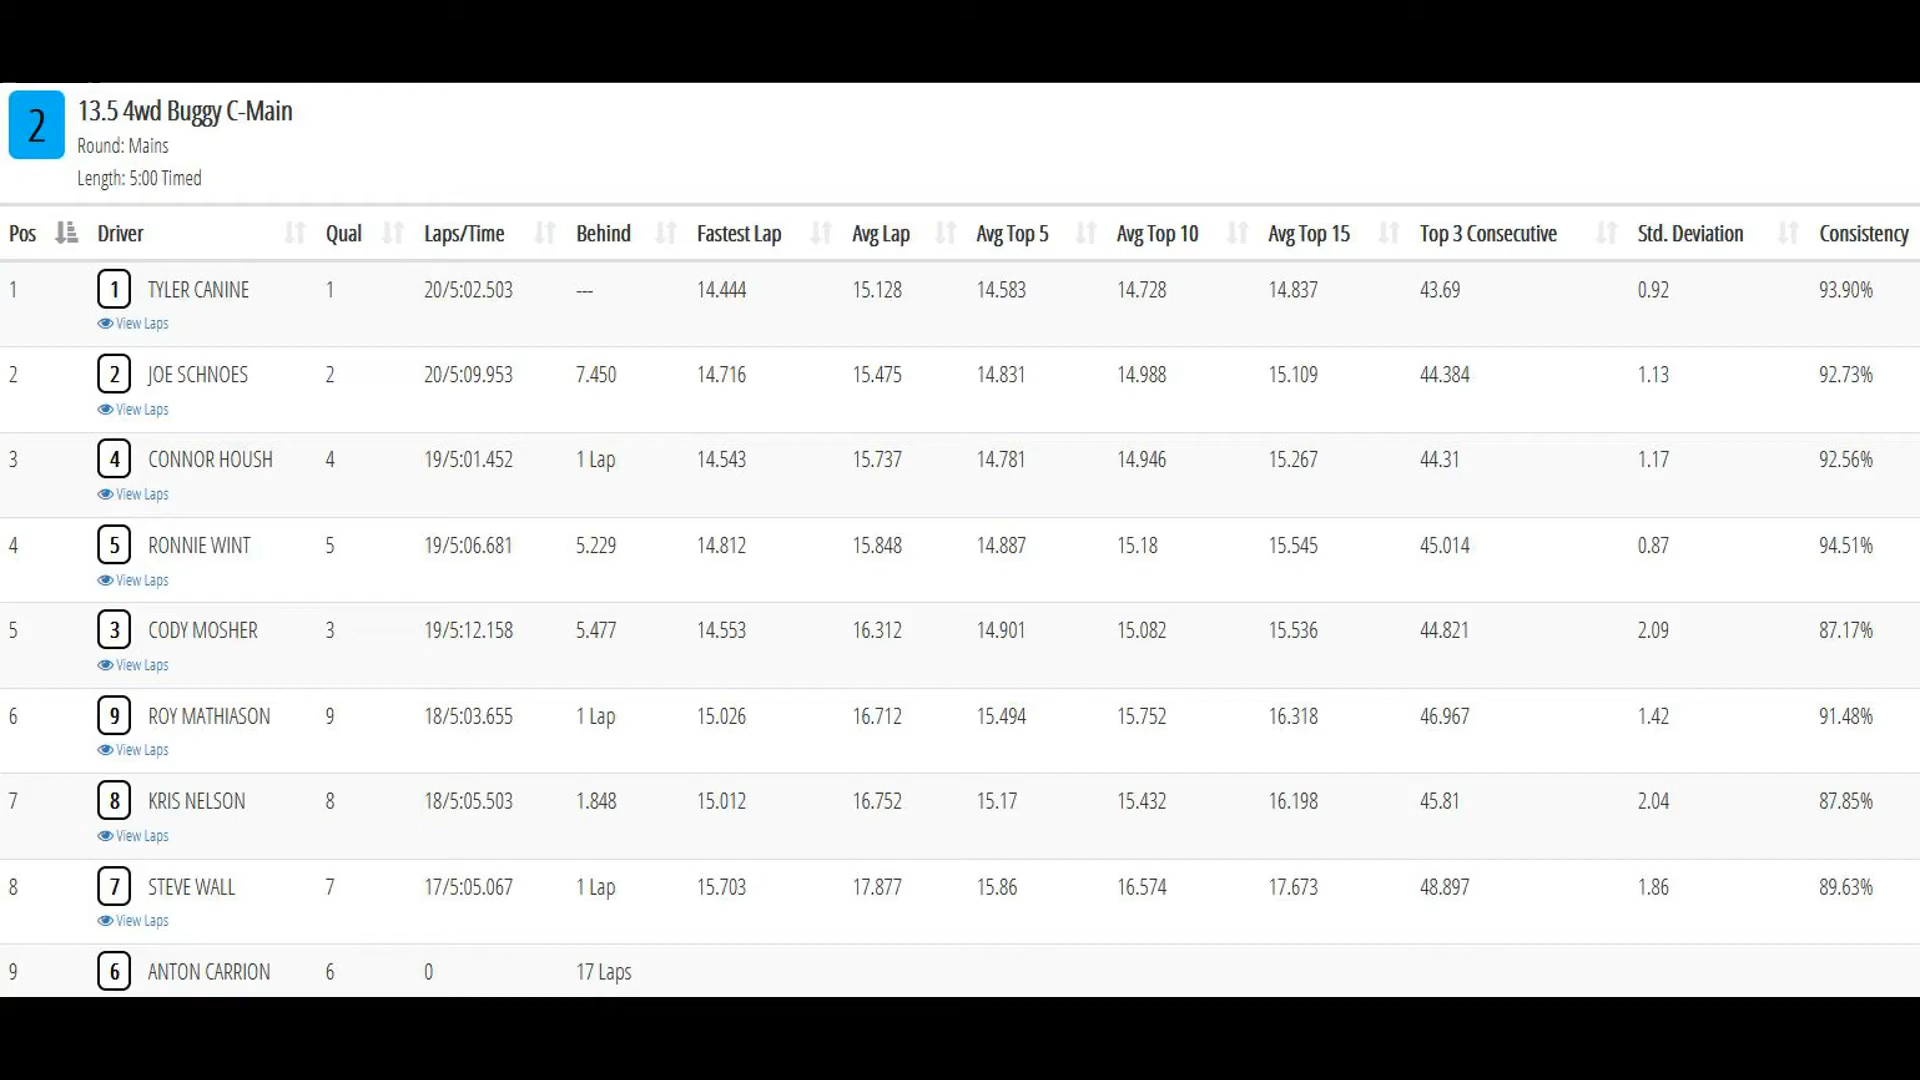 2
13.5 4wd Buggy C-Main
Round: Mains
Length: 5:00 Timed
Pos Driver Qual Laps/Time Behind Fastest Lap Avg Lap Avg Top 5 Avg Top 10 Avg Top 15 Top 3 Consecutive Std. Deviation Consistency
1 1 TYLER CANINE 1 20/5:02.503 --- 14.444 15.128 14.583 14.728 14.837 43.69 0.92 93.90%
View Laps
2 2 JOE SCHNOES 2 20/5:09.953 7.450 14.716 15.475 14.831 14.988 15.109 44.384 1.13 92.73%
View Laps
3 4 CONNOR HOUSH 4 19/5:01.452 1 Lap 14.543 15.737 14.781 14.946 15.267 44.31 1.17 92.56%
View Laps
4 5 RONNIE WINT 5 19/5:06.681 5.229 14.812 15.848 14.887 15.18 15.545 45.014 0.87 94.51%
View Laps
5 3 CODY MOSHER 3 19/5:12.158 5.477 14.553 16.312 14.901 15.082 15.536 44.821 2.09 87.17%
View Laps
6 9 ROY MATHIASON 9 18/5:03.655 1 Lap 15.026 16.712 15.494 15.752 16.318 46.967 1.42 91.48%
View Laps
7 8 KRIS NELSON 8 18/5:05.503 1.848 15.012 16.752 15.17 15.432 16.198 45.81 2.04 87.85%
View Laps
8 7 STEVE WALL 7 17/5:05.067 1 Lap 15.703 17.877 15.86 16.574 17.673 48.897 1.86 89.63%
View Laps
9 6 ANTON CARRION 6 0 17 Laps